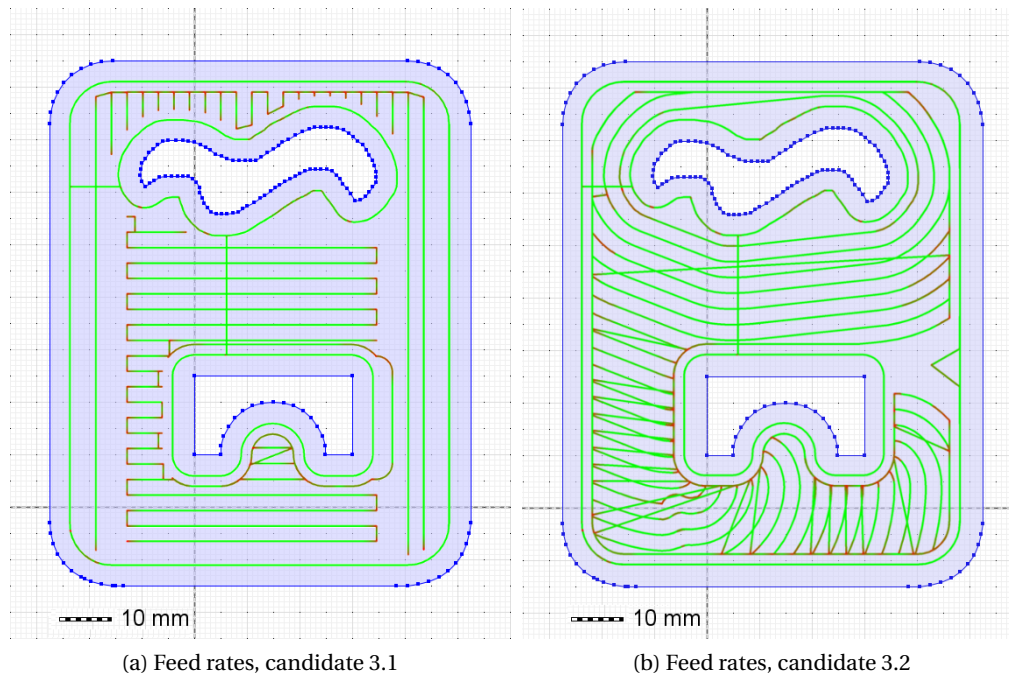 10 mm
10 mm
(a) Feed rates, candidate 3.1
(b) Feed rates, candidate 3.2